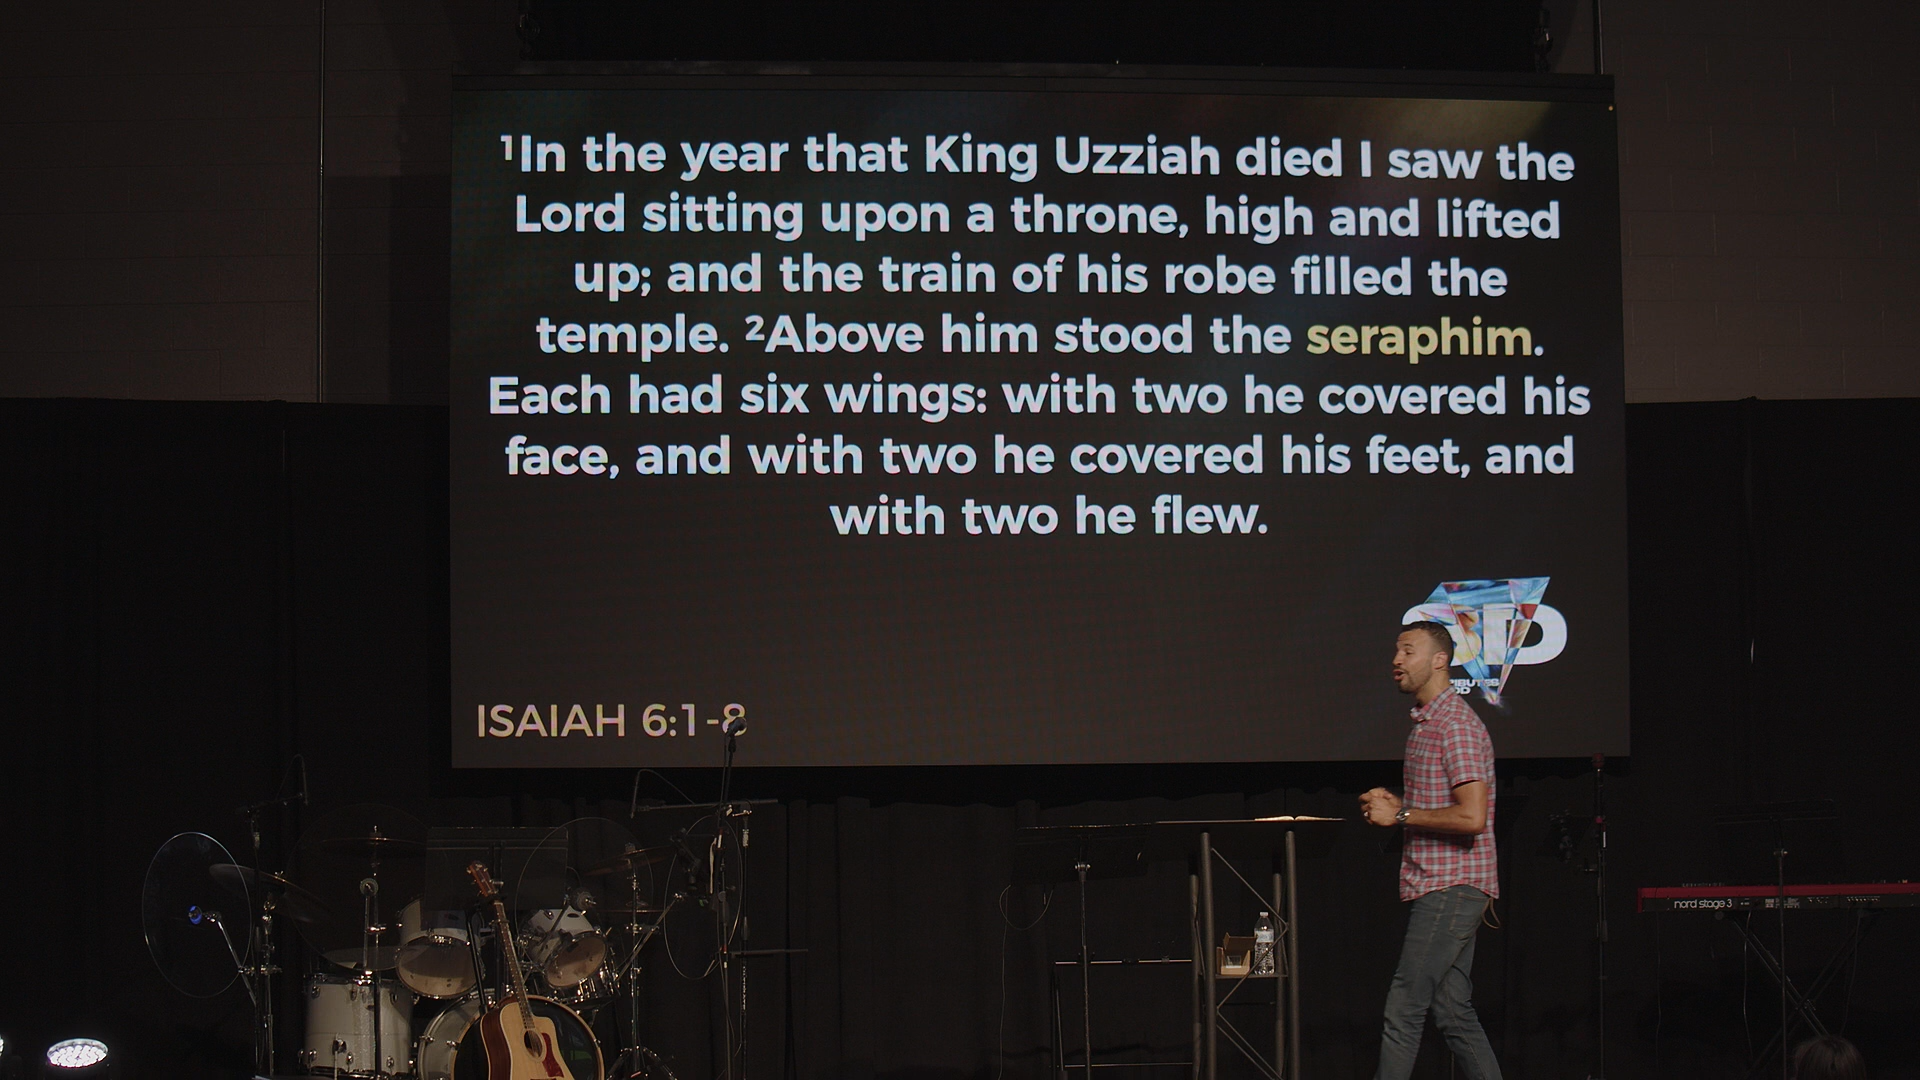 ¹In the year that King Uzziah died I saw the
Lord sitting upon a throne, high and lifted
up; and the train of his robe filled the
temple. ²Above him stood the seraphim.
Each had six wings: with two he covered his
face, and with two he covered his feet, and
with two he flew.
ISAIAH 6:1-8
nord stage 3